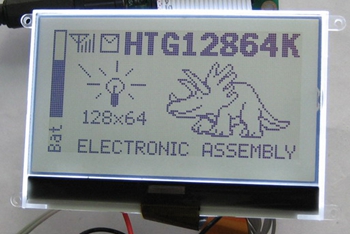 HTG12864K
128x64
Bat
ELECTRONIC ASSEMBLY